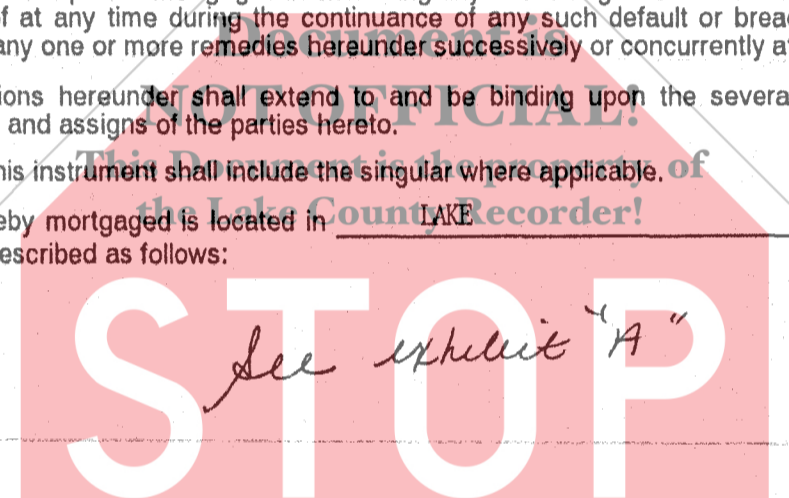 f at any time during the continuance of any such default or brea
Document is
any one or more remedies hereunder successively or concurrently at
NOT OFFICIAL!
ions hereunder shall extend to and be binding upon the severa
and assigns of the parties hereto.
This Document is the property of
his instrument shall include the singular where applicable.
the Lake County Recorder!
eby mortgaged is located in LAKE
escribed as follows:
See exhibit "A"
STOP